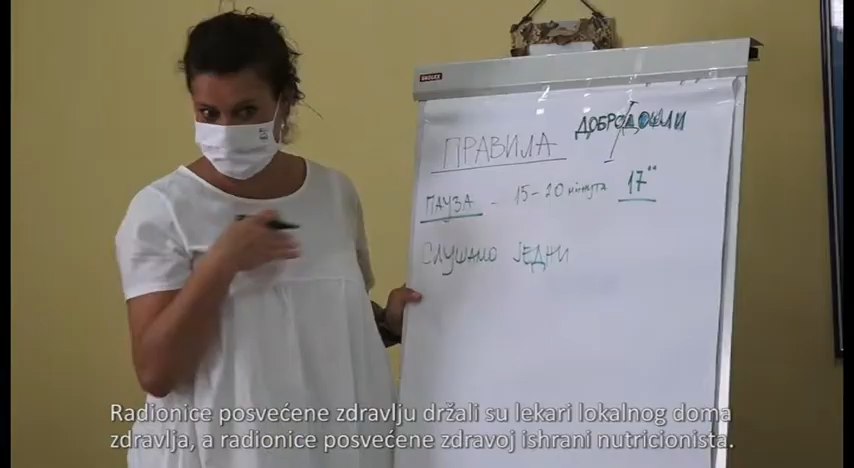 ДОБРОДОШЛИ
ПРАВИЛА
ПАУЗА - 15-20 минута 17°°
СЛУШАМО ЈЕДНИ
Radionice posvećene zdravlju držali su lekari lokalnog doma
zdravlja, a radionice posvećene zdravoj ishrani nutricionista.